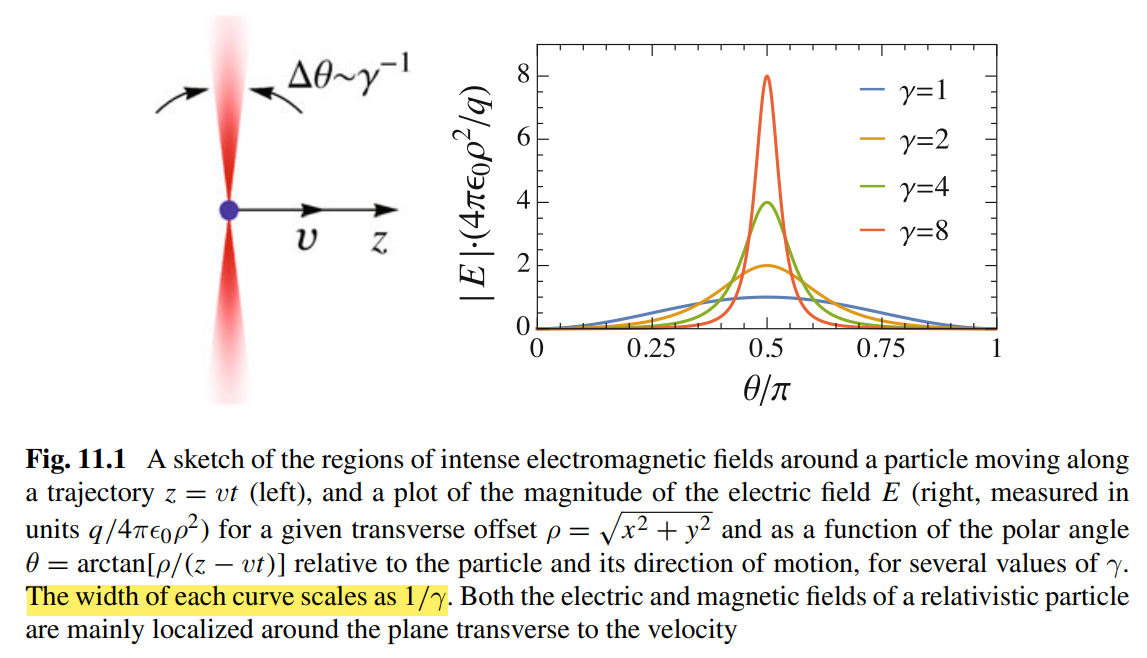 Δθ~γ⁻¹
v z
|E|·(4πϵ₀ρ²/q)
8
6
4
2
0
γ=1
γ=2
γ=4
γ=8
0 0.25 0.5 0.75 1
θ/π
Fig. 11.1 A sketch of the regions of intense electromagnetic fields around a particle moving along
a trajectory z = vt (left), and a plot of the magnitude of the electric field E (right, measured in
units q/4πϵ₀ρ²) for a given transverse offset ρ = √(x² + y²) and as a function of the polar angle
θ = arctan[ρ/(z − vt)] relative to the particle and its direction of motion, for several values of γ.
The width of each curve scales as 1/γ. Both the electric and magnetic fields of a relativistic particle
are mainly localized around the plane transverse to the velocity